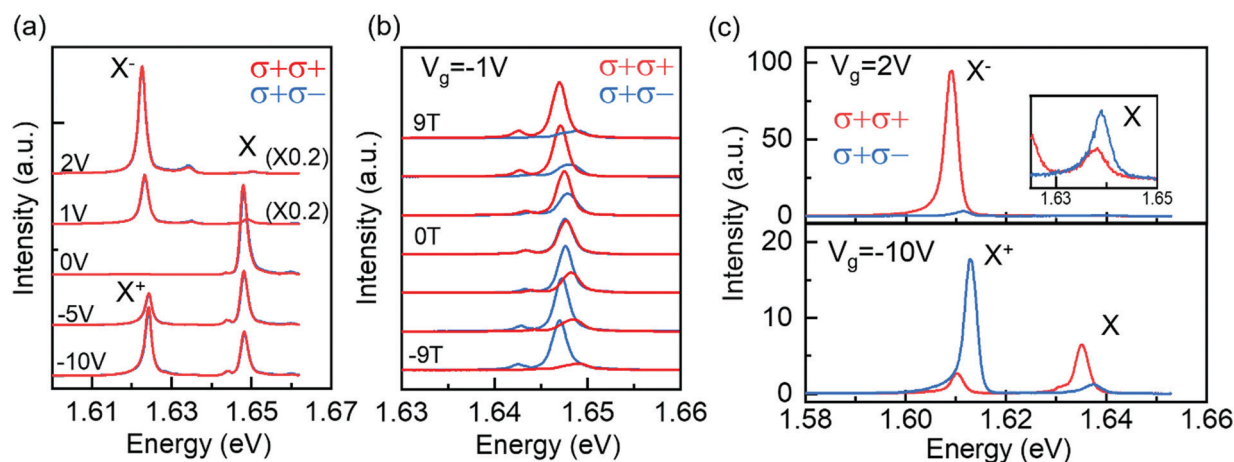 (a)
X⁻
σ+σ+
σ+σ−
X
2V
(X0.2)
1V
(X0.2)
0V
X⁺
-5V
-10V
Intensity (a.u.)
1.61 1.63 1.65 1.67
Energy (eV)
(b)
V_g=-1V
σ+σ+
σ+σ−
9T
0T
-9T
Intensity (a.u.)
1.63 1.64 1.65 1.66
Energy (eV)
(c)
100
V_g=2V
X⁻
σ+σ+
σ+σ−
X
1.63 1.65
50
0
20
V_g=-10V
X⁺
X
10
0
Intensity (a.u.)
1.58 1.60 1.62 1.64 1.66
Energy (eV)